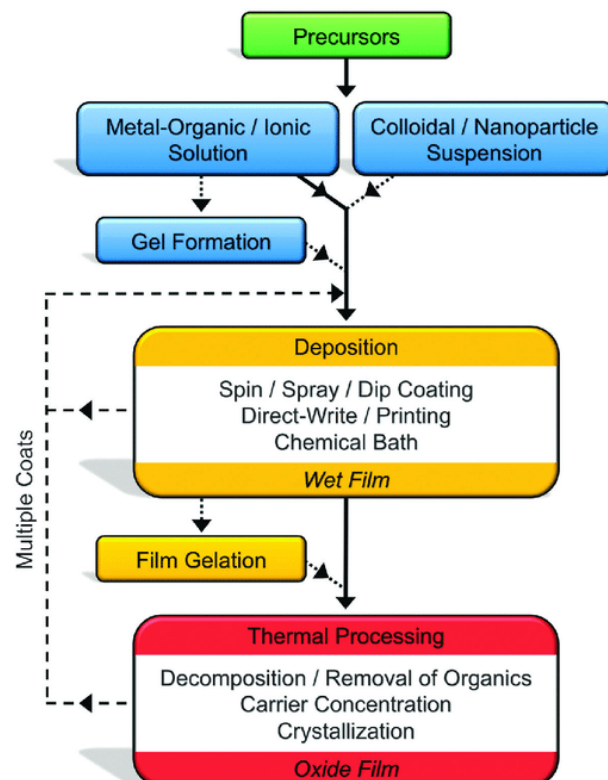 Precursors
Metal-Organic / Ionic
Solution
Colloidal / Nanoparticle
Suspension
Gel Formation
Deposition
Spin / Spray / Dip Coating
Direct-Write / Printing
Chemical Bath
Wet Film
Multiple Coats
Film Gelation
Thermal Processing
Decomposition / Removal of Organics
Carrier Concentration
Crystallization
Oxide Film